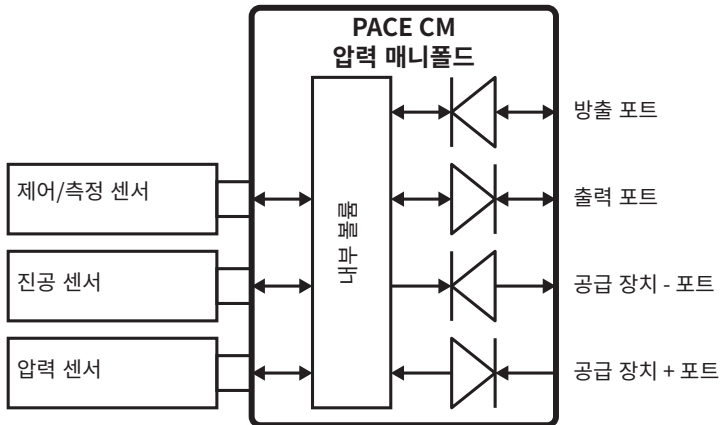 PACE CM
압력 매니폴드
방출 포트
제어/측정 센서
출력 포트
내부 볼륨
진공 센서
공급 장치 - 포트
압력 센서
공급 장치 + 포트